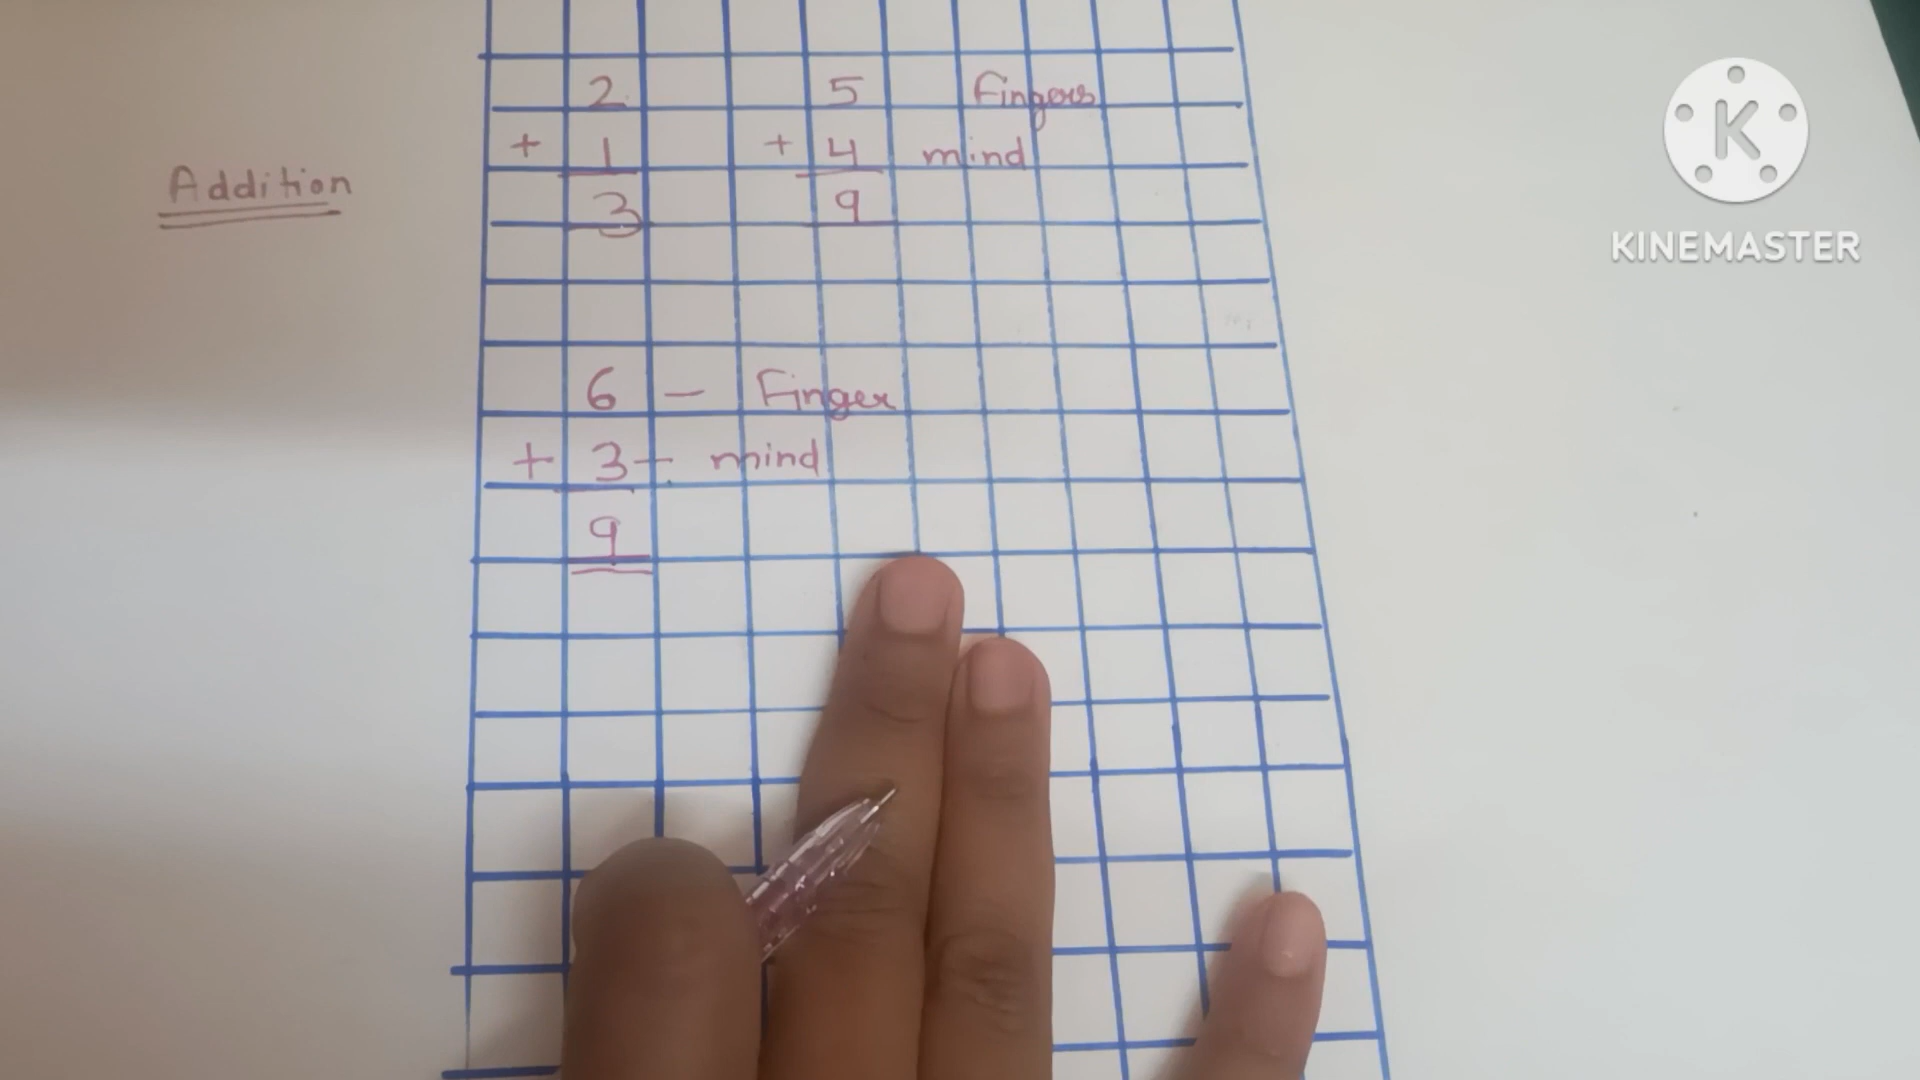 Addition
2 5 Fingers
+ 1 + 4 mind
3 9
6 - Finger
+ 3 - mind
9
K
KINEMASTER